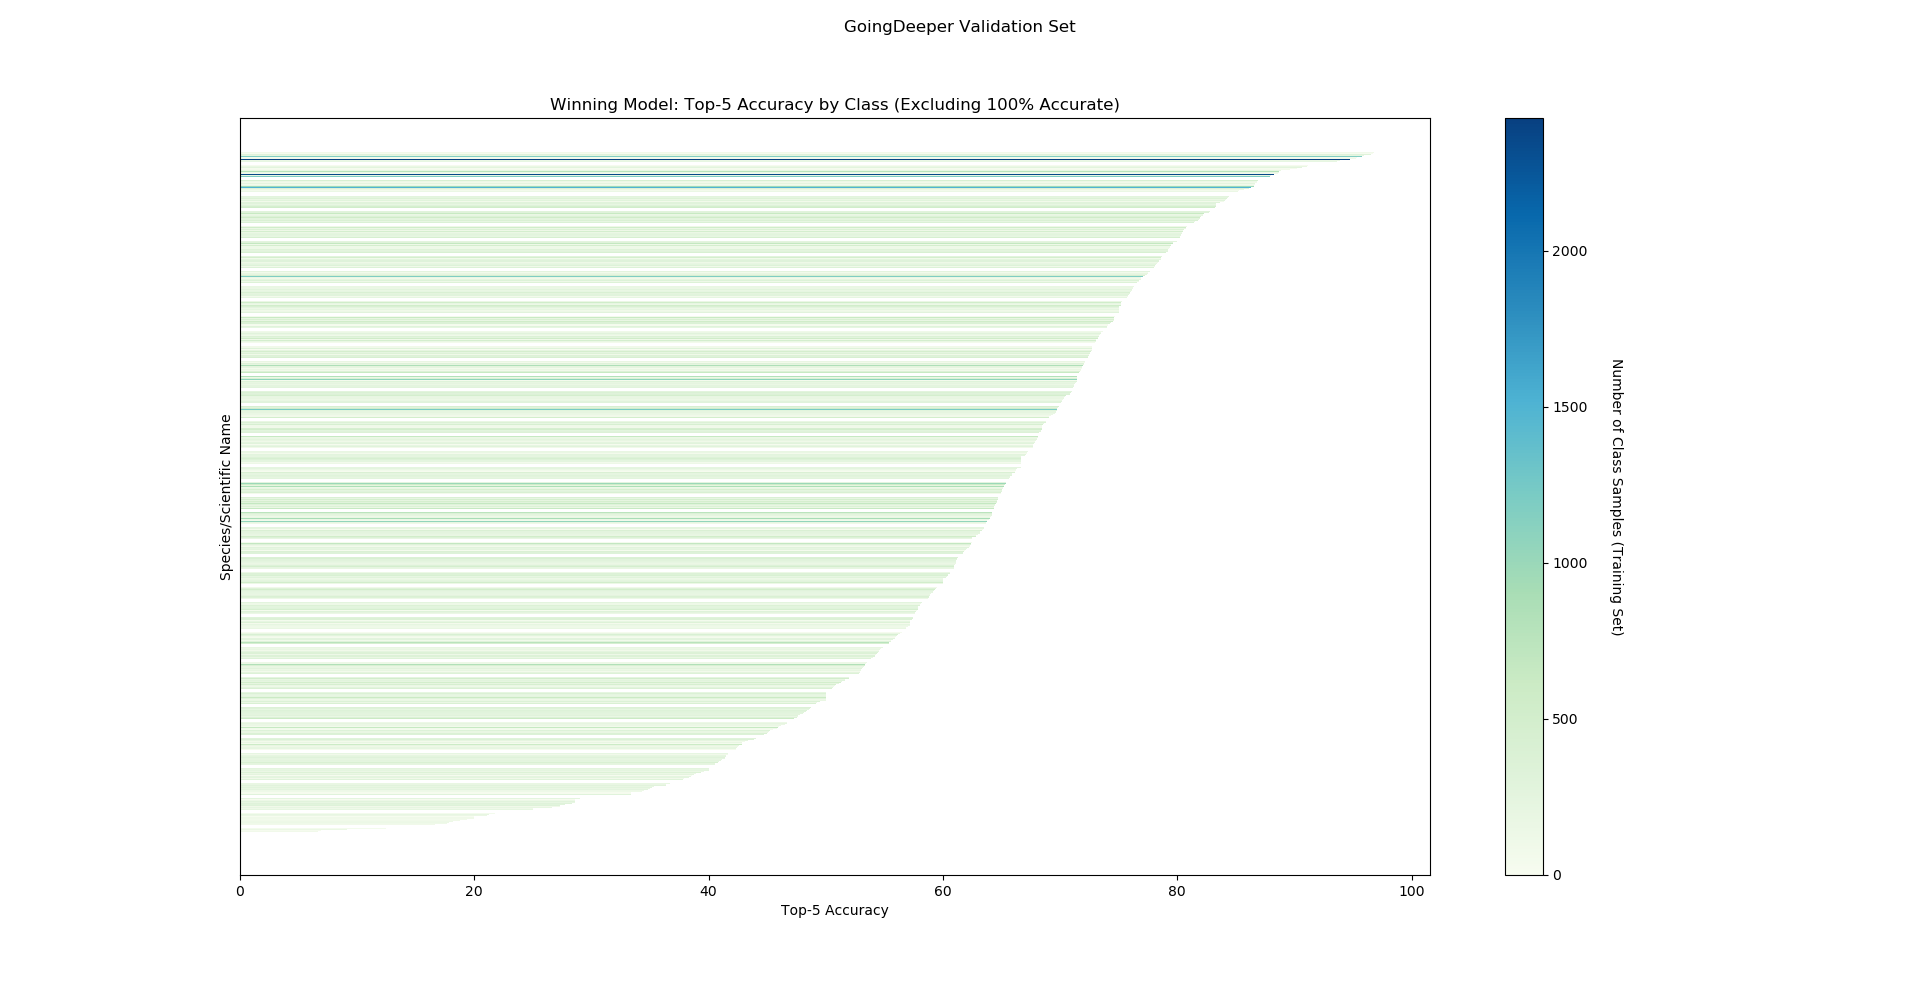 GoingDeeper Validation Set
Winning Model: Top-5 Accuracy by Class (Excluding 100% Accurate)
Species/Scientific Name
0
20
40
60
80
100
Top-5 Accuracy
2000
1500
1000
500
0
Number of Class Samples (Training Set)